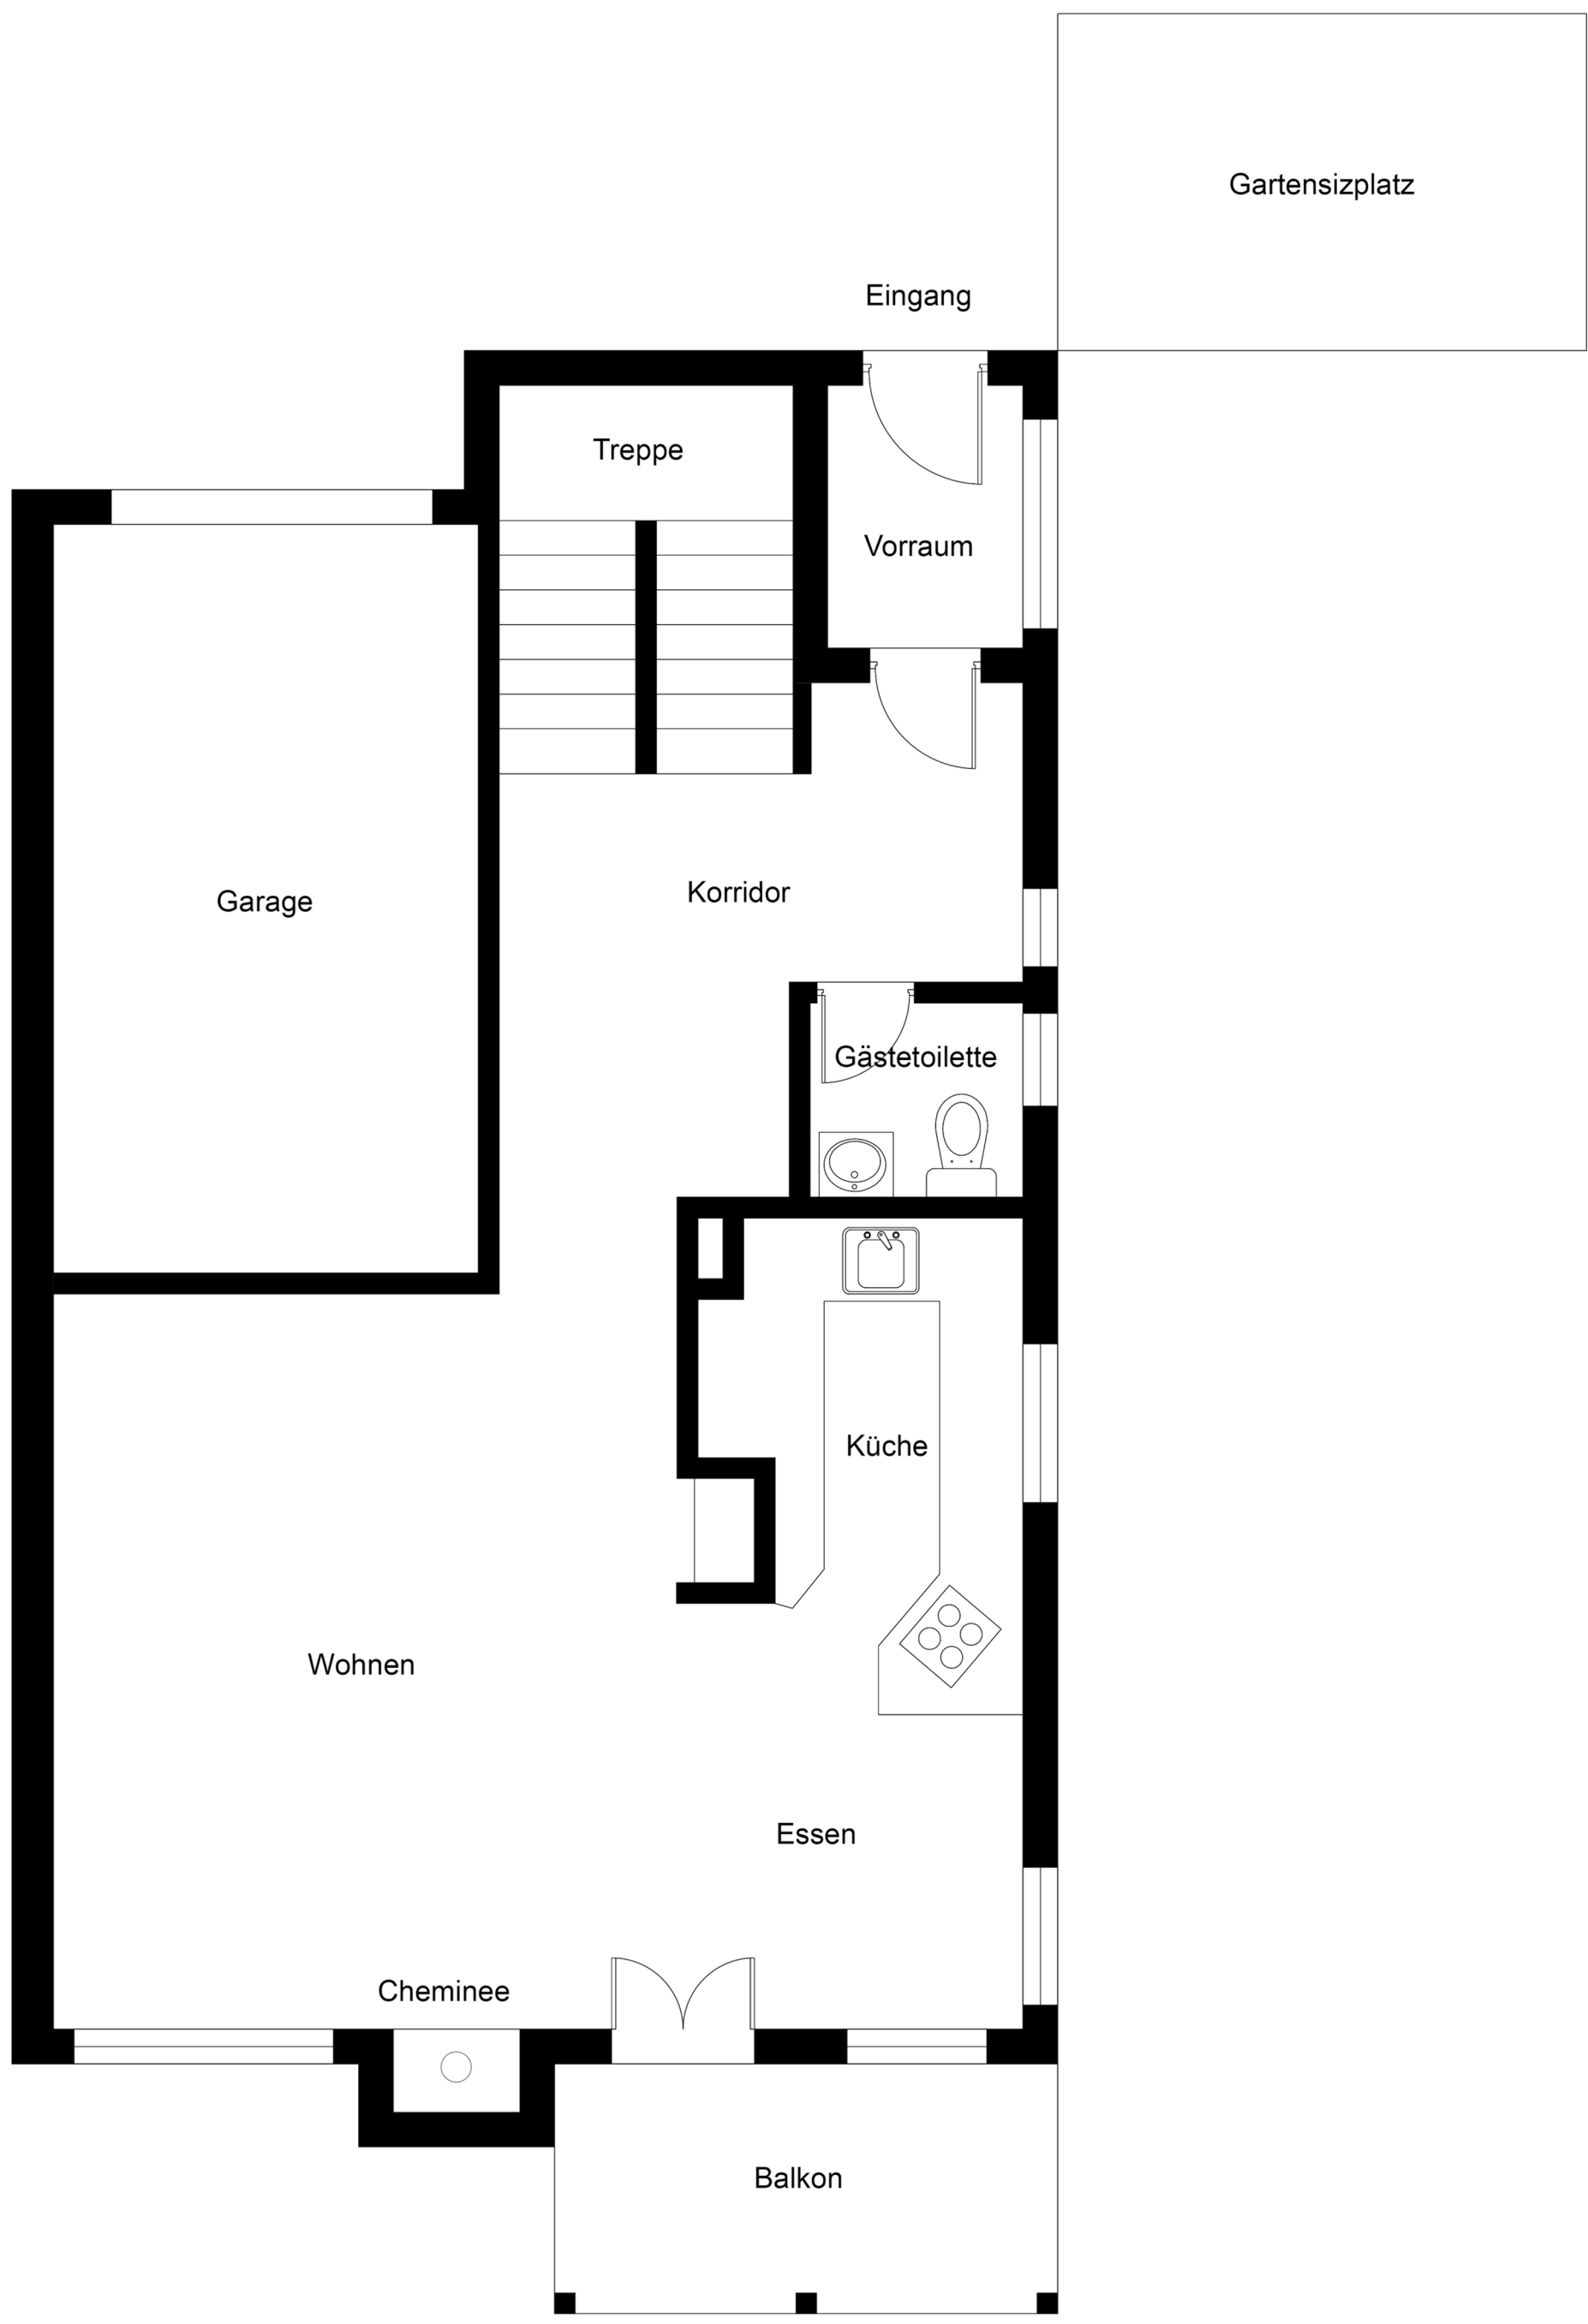 Gartensizplatz
Eingang
Treppe
Vorraum
Korridor
Garage
Gästetoilette
Küche
Wohnen
Essen
Cheminee
Balkon